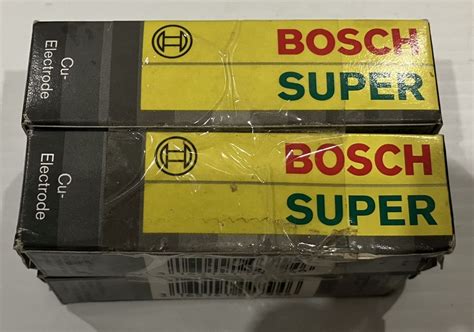 Cu-
Electrode
BOSCH
SUPER
Cu-
Electrode
BOSCH
SUPER